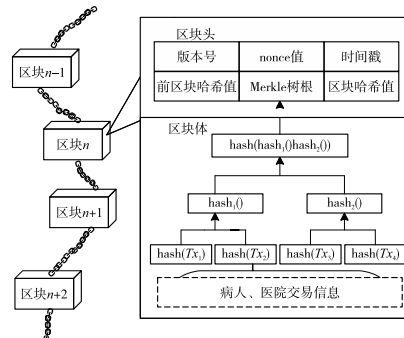 区块n-1
区块n
区块n+1
区块n+2
区块头
版本号 nonce值 时间戳
前区块哈希值 Merkle树根 区块哈希值
区块体
hash(hash₁()hash₂())
hash₁() hash₂()
hash(Tx₁) hash(Tx₂) hash(Tx₃) hash(Tx₄)
病人、医院交易信息